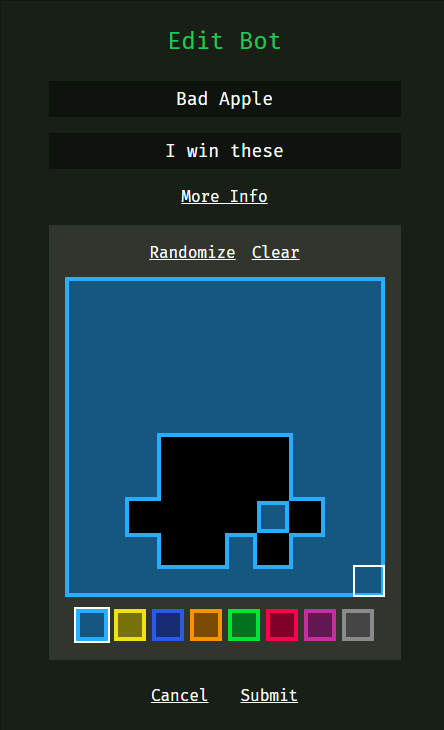 Edit Bot
Bad Apple
I win these
More Info
Randomize Clear
Cancel Submit